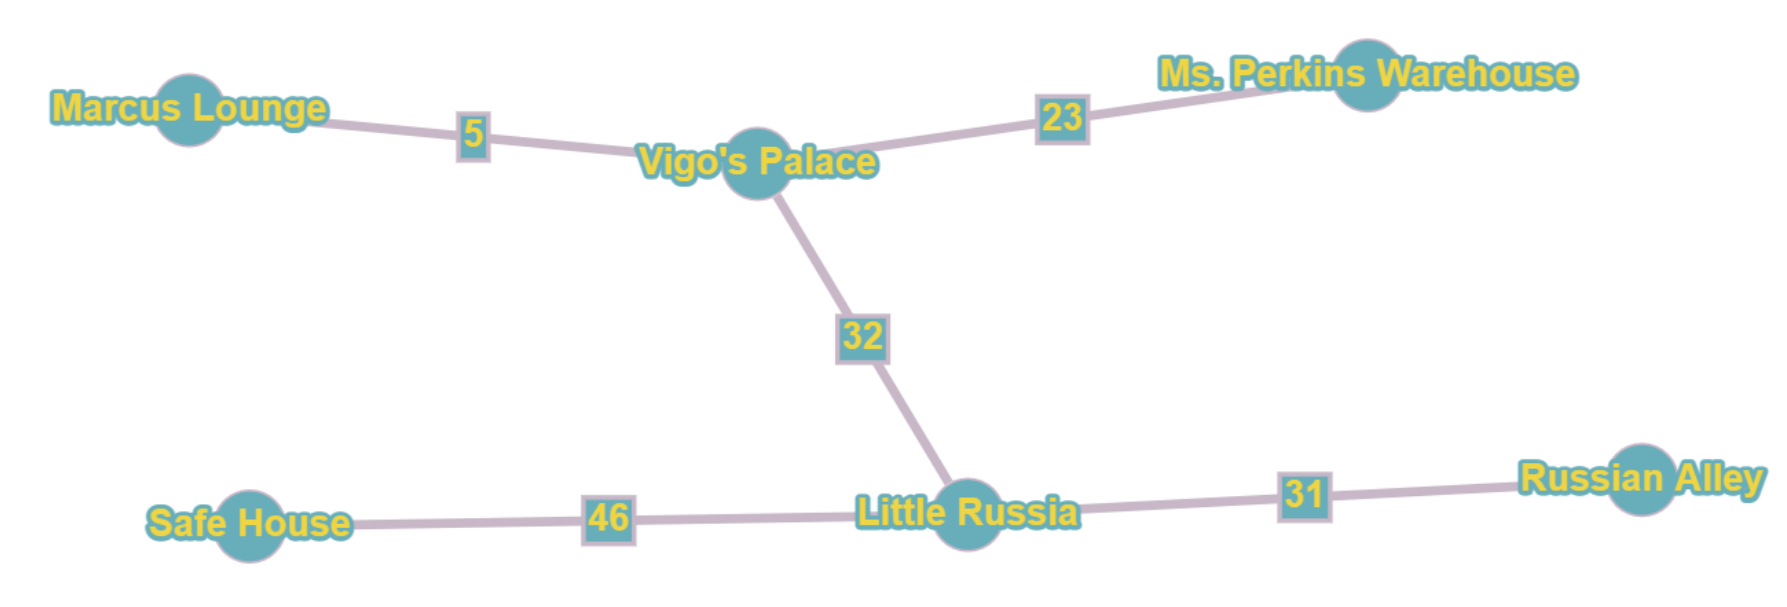 Ms. Perkins Warehouse
Marcus Lounge
23
5
Vigo's Palace
32
Russian Alley
31
Little Russia
46
Safe House